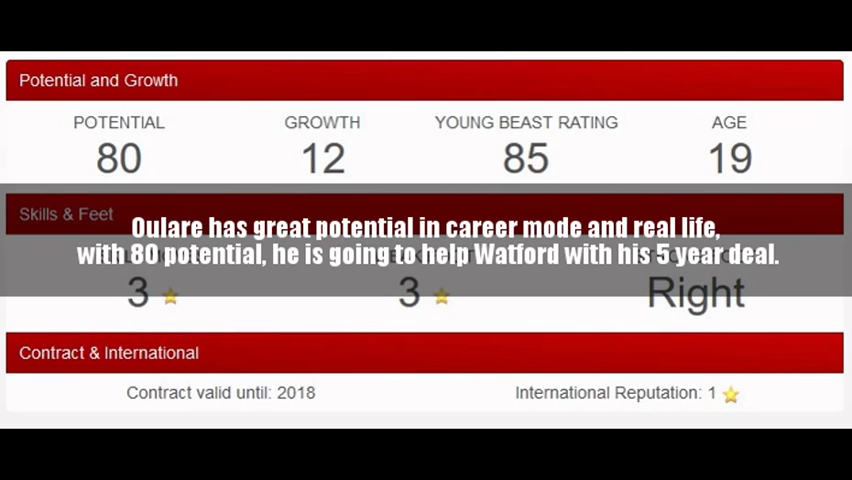 Potential and Growth
POTENTIAL GROWTH YOUNG BEAST RATING AGE
80 12 85 19
Skills & Feet
Oulare has great potential in career mode and real life,
with 80 potential, he is going to help Watford with his 5 year deal.
3 3 Right
Contract & International
Contract valid until: 2018 International Reputation: 1